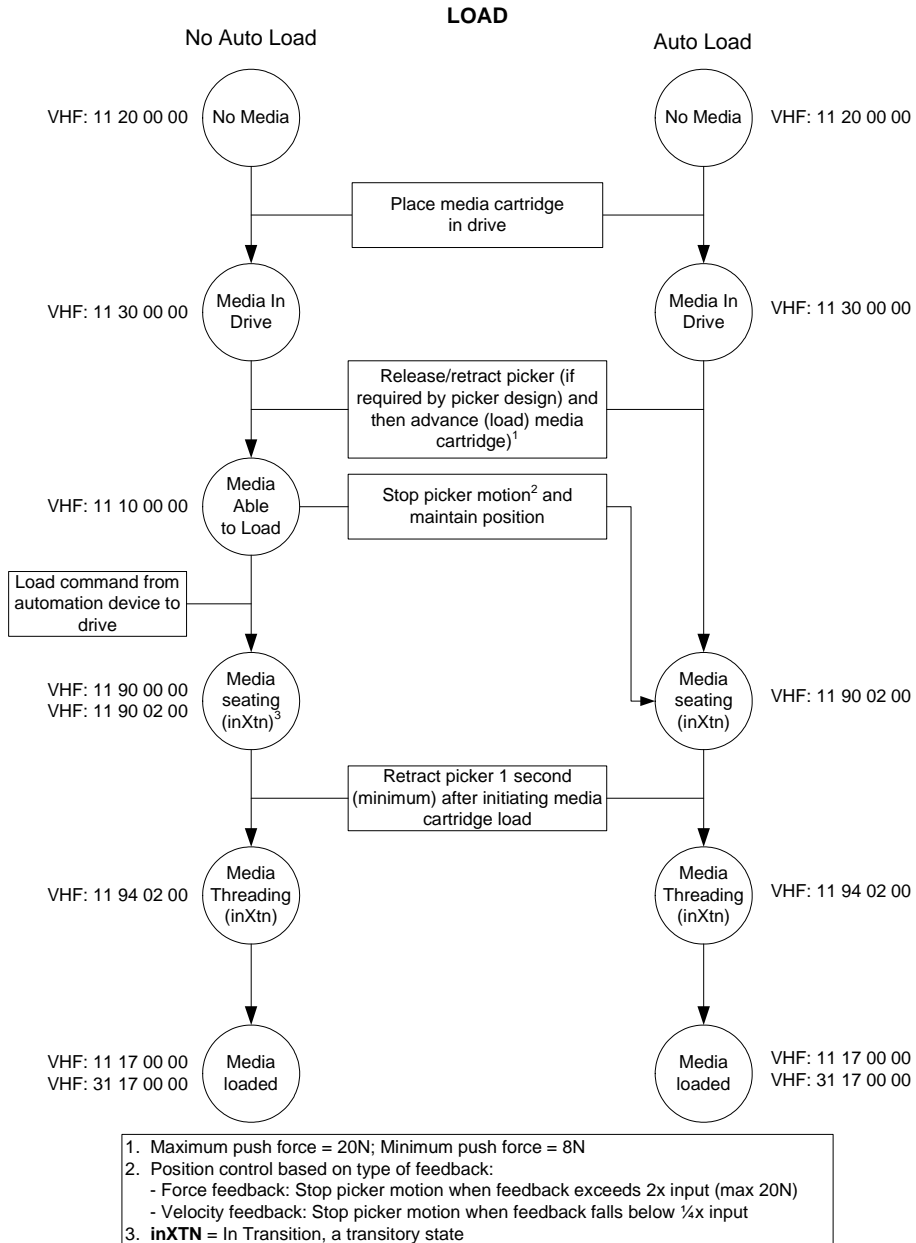 LOAD
No Auto Load
Auto Load
VHF: 11 20 00 00
No Media
No Media
VHF: 11 20 00 00
Place media cartridge
in drive
VHF: 11 30 00 00
Media In
Drive
Media In
Drive
VHF: 11 30 00 00
Release/retract picker (if
required by picker design) and
then advance (load) media
cartridge)1
VHF: 11 10 00 00
Media
Able
to Load
Stop picker motion2 and
maintain position
Load command from
automation device to
drive
VHF: 11 90 00 00
VHF: 11 90 02 00
Media
seating
(inXtn)3
Media
seating
(inXtn)
VHF: 11 90 02 00
Retract picker 1 second
(minimum) after initiating media
cartridge load
VHF: 11 94 02 00
Media
Threading
(inXtn)
Media
Threading
(inXtn)
VHF: 11 94 02 00
VHF: 11 17 00 00
VHF: 31 17 00 00
Media
loaded
Media
loaded
VHF: 11 17 00 00
VHF: 31 17 00 00
1. Maximum push force = 20N; Minimum push force = 8N
2. Position control based on type of feedback:
- Force feedback: Stop picker motion when feedback exceeds 2x input (max 20N)
- Velocity feedback: Stop picker motion when feedback falls below ¼x input
3. inXTN = In Transition, a transitory state